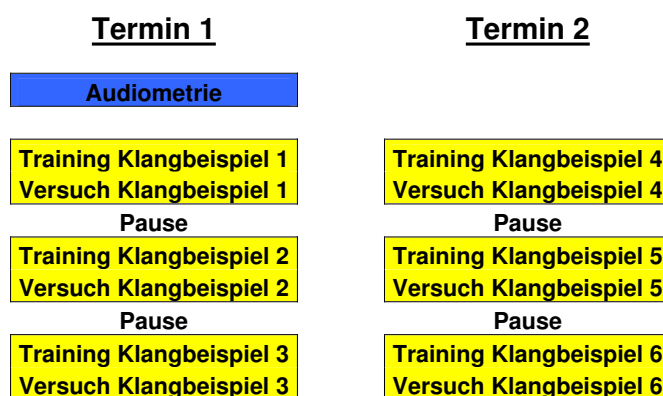 Termin 1
Audiometrie
Training Klangbeispiel 1
Versuch Klangbeispiel 1
Pause
Training Klangbeispiel 2
Versuch Klangbeispiel 2
Pause
Training Klangbeispiel 3
Versuch Klangbeispiel 3
Termin 2
Training Klangbeispiel 4
Versuch Klangbeispiel 4
Pause
Training Klangbeispiel 5
Versuch Klangbeispiel 5
Pause
Training Klangbeispiel 6
Versuch Klangbeispiel 6